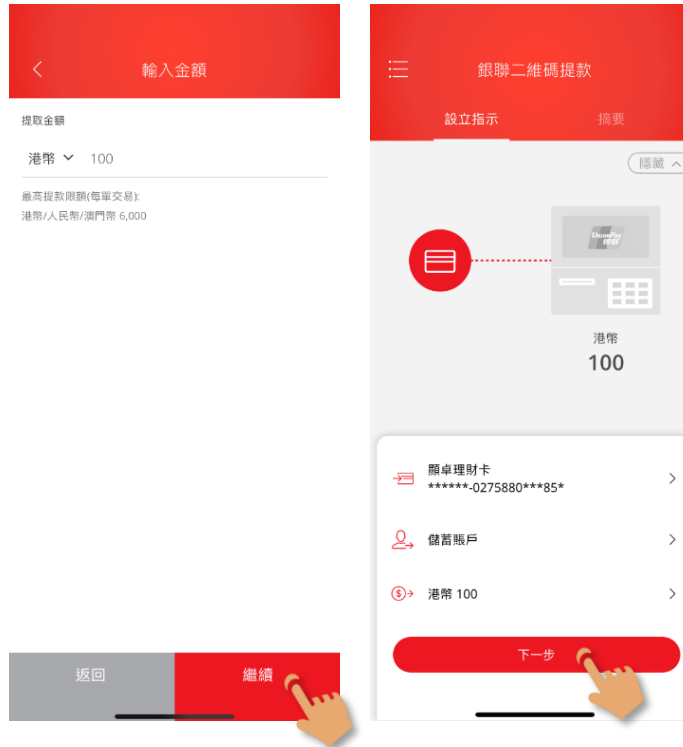 輸入金額
提取金額
港幣 100
最高提款限額(每單交易):
港幣/人民幣/澳門幣 6,000
返回
繼續
銀聯二維碼提款
設立指示
摘要
隱藏
UnionPay
银联
港幣
100
顯卓理財卡
******-0275880***85*
儲蓄賬戶
港幣 100
下一步